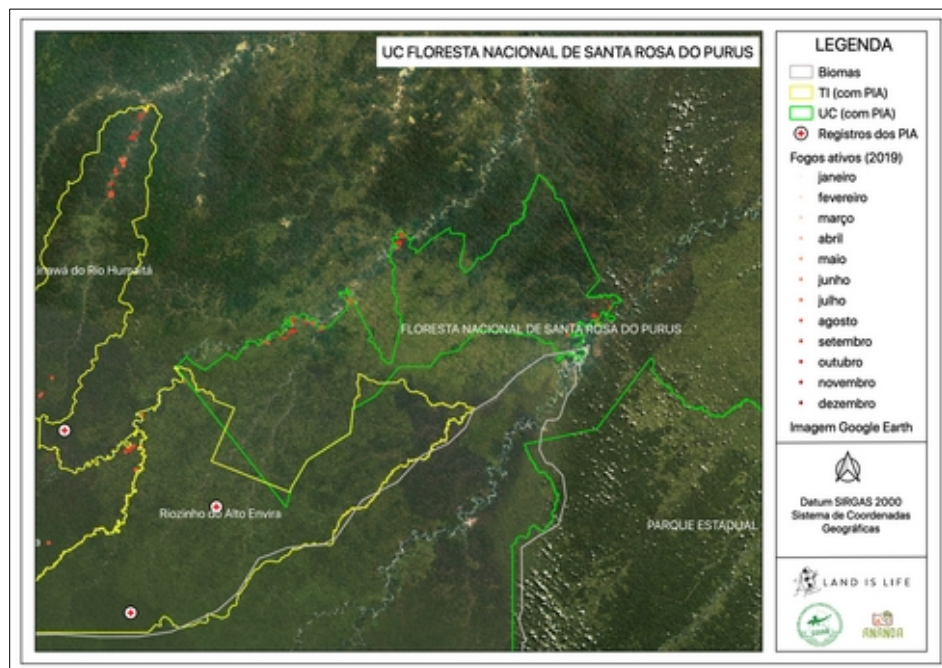 UC FLORESTA NACIONAL DE SANTA ROSA DO PURUS
inawá do Rio Humaitá
FLORESTA NACIONAL DE SANTA ROSA DO PURUS
Riozinho do Alto Envira
PARQUE ESTADUAL
LEGENDA
Biomas
TI (com PIA)
UC (com PIA)
Registros dos PIA
Fogos ativos (2019)
janeiro
fevereiro
março
abril
maio
junho
julho
agosto
setembro
outubro
novembro
dezembro
Imagem Google Earth
Datum SIRGAS 2000
Sistema de Coordenadas
Geográficas
LAND IS LIFE
ANANDA